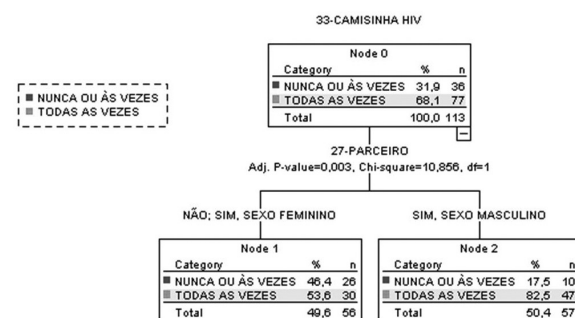 33-CAMISINHA HIV
Node 0
Category % n
NUNCA OU ÀS VEZES 31,9 36
TODAS AS VEZES 68,1 77
Total 100,0 113
NUNCA OU ÀS VEZES
TODAS AS VEZES
27-PARCEIRO
Adj. P-value=0,003, Chi-square=10,856, df=1
NÃO; SIM, SEXO FEMININO
SIM, SEXO MASCULINO
Node 1
Category % n
NUNCA OU ÀS VEZES 46,4 26
TODAS AS VEZES 53,6 30
Total 49,6 56
Node 2
Category % n
NUNCA OU ÀS VEZES 17,5 10
TODAS AS VEZES 82,5 47
Total 50,4 57